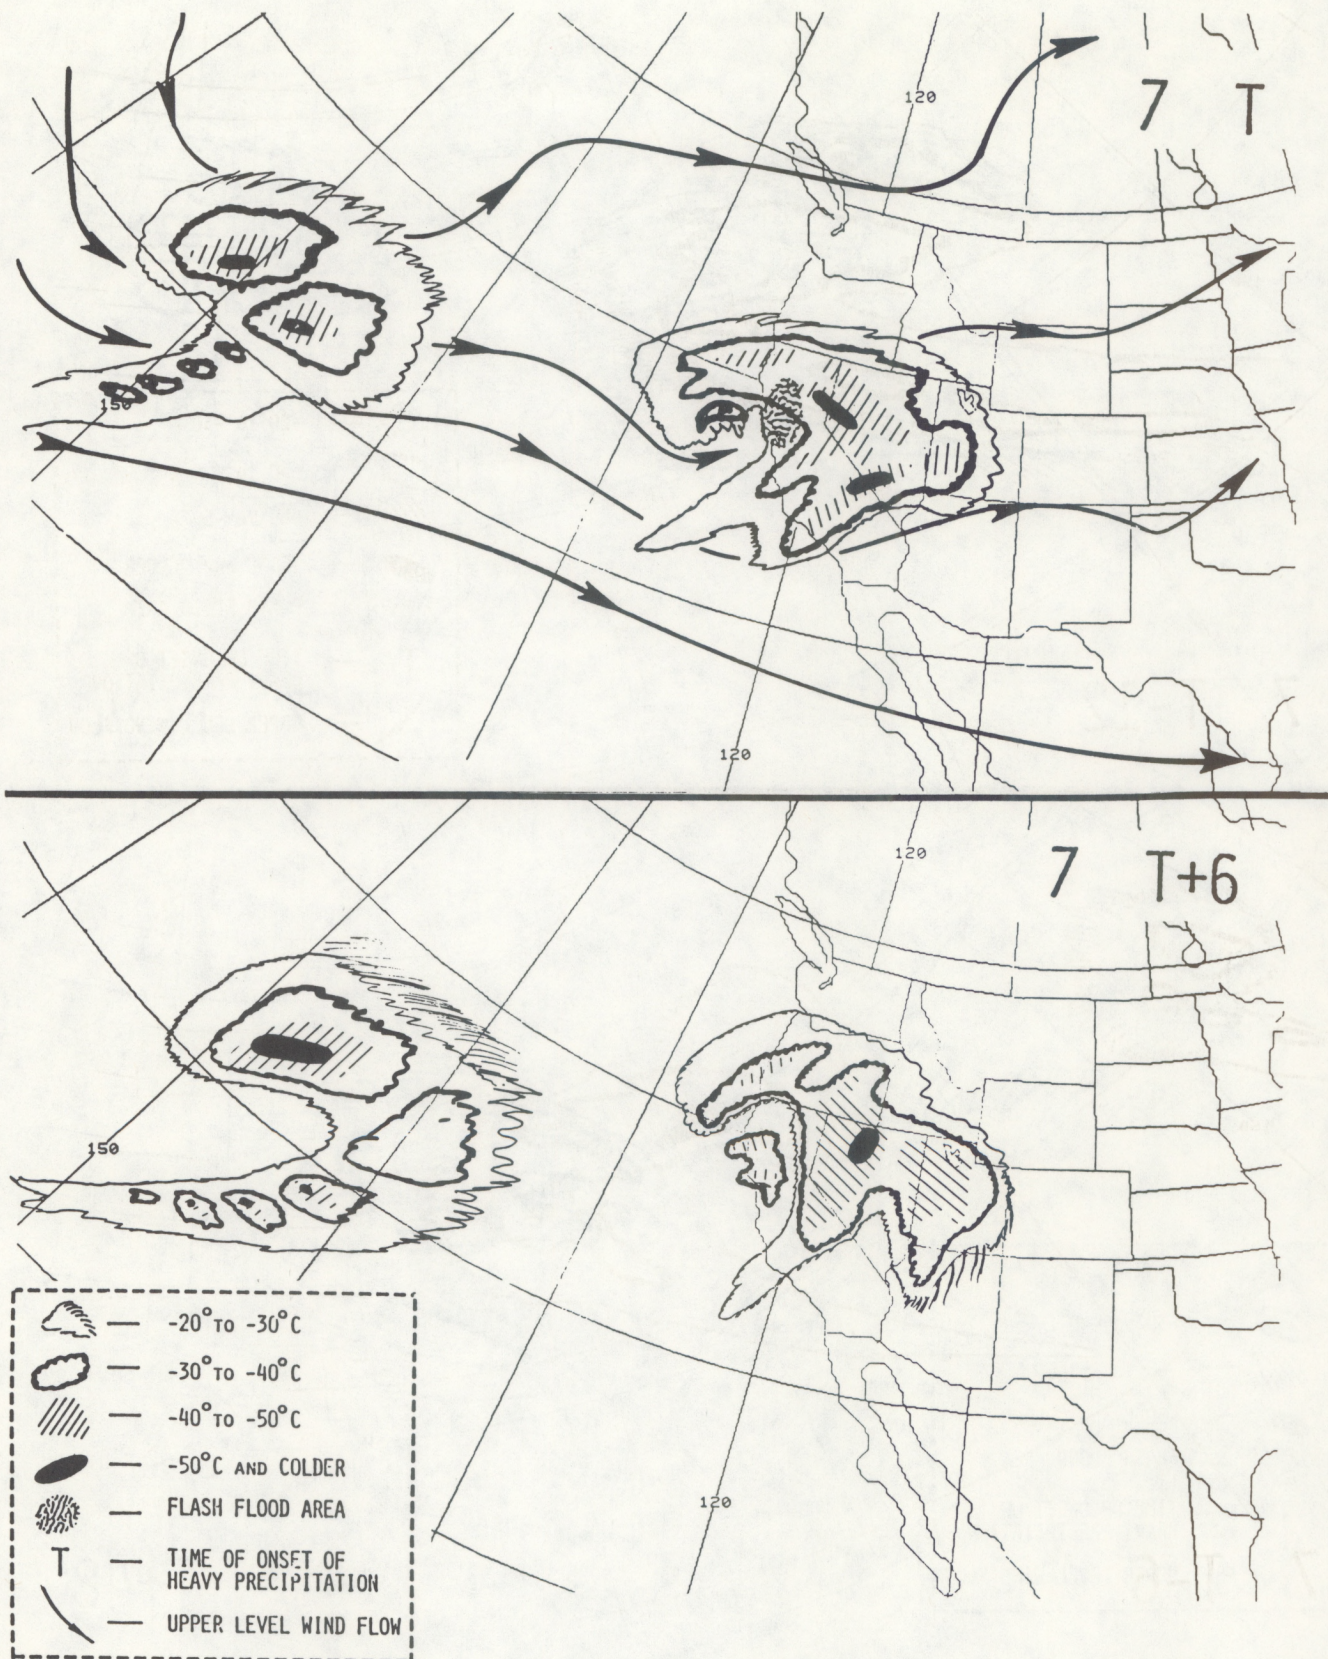 120
7 T
150
120
120
7 T+6
150
-20° TO -30°C
-30° TO -40°C
-40° TO -50°C
-50°C AND COLDER
FLASH FLOOD AREA
T — TIME OF ONSET OF
HEAVY PRECIPITATION
UPPER LEVEL WIND FLOW
120